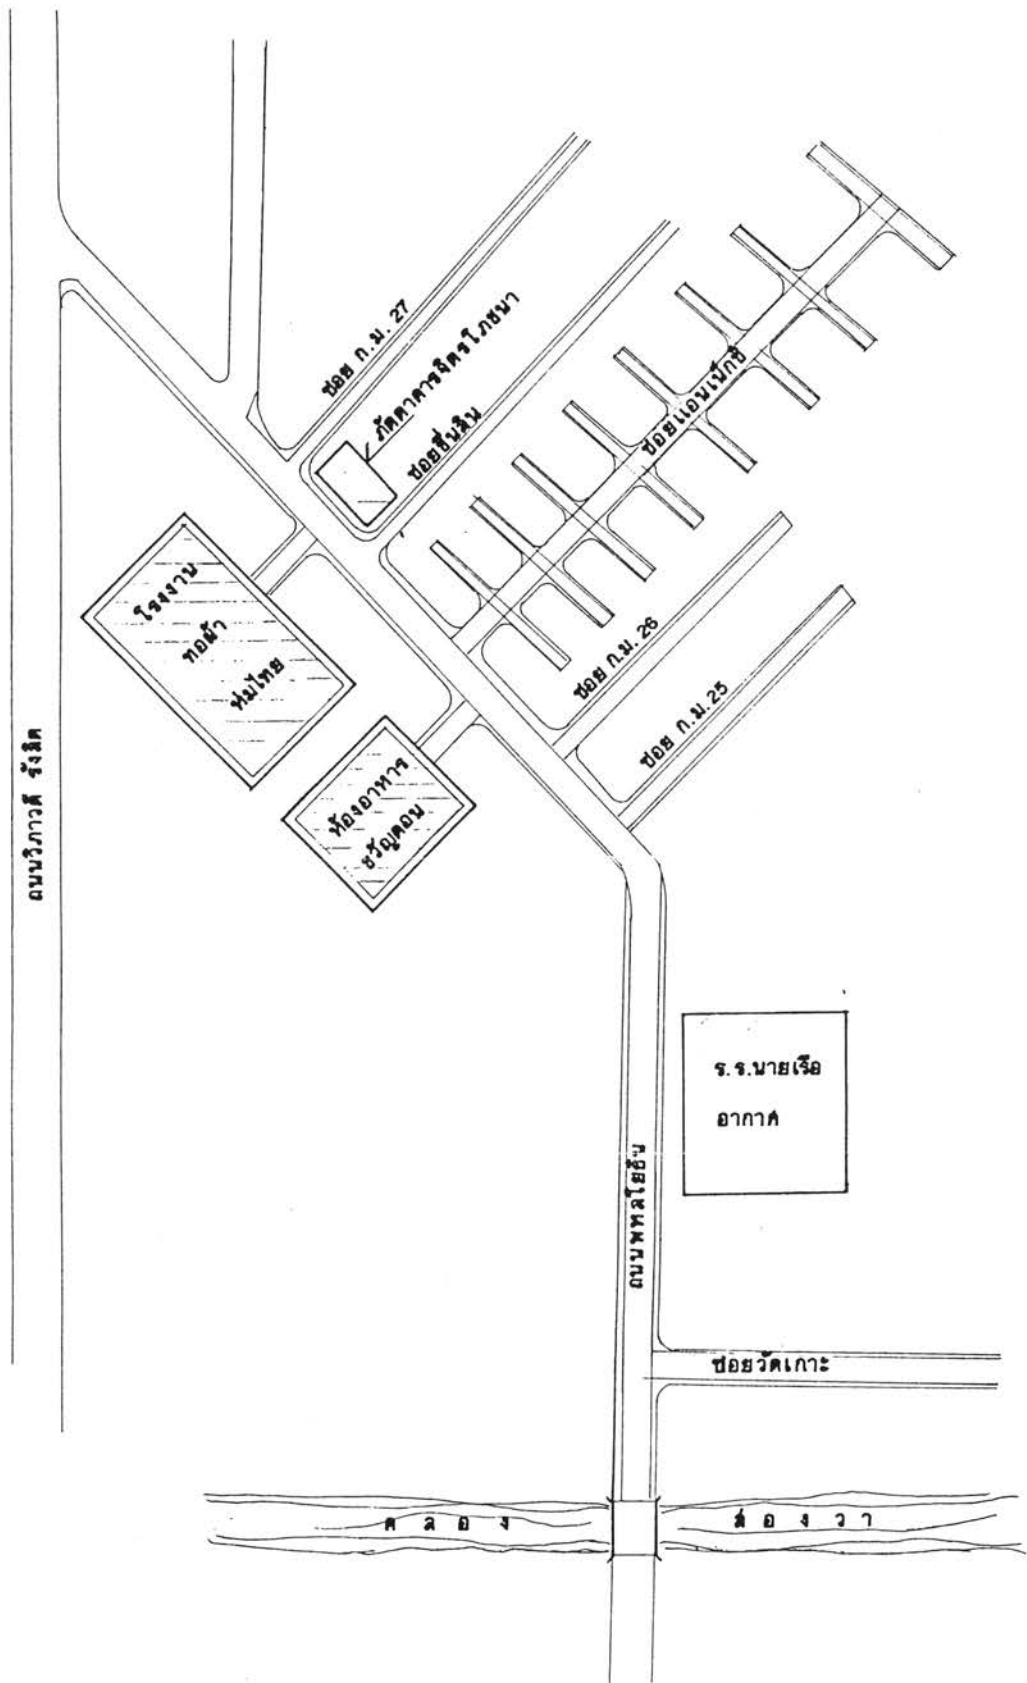 ซอย ก.ม. 27
ภัตตาคารจิตรโภชนา
ซอยชื่นสิน
ซอยแอนเน็กซ์
โรงงาน
ทอผ้า
ห่มไทย
ซอย ก.ม. 26
ซอย ก.ม. 25
ห้องอาหาร
ขวัญดอน
ถนนวิภาวดี รังสิต
ร.ร.นายเรือ
อากาศ
ถนนพหลโยธิน
ซอยวัดเกาะ
คลอง สองวา